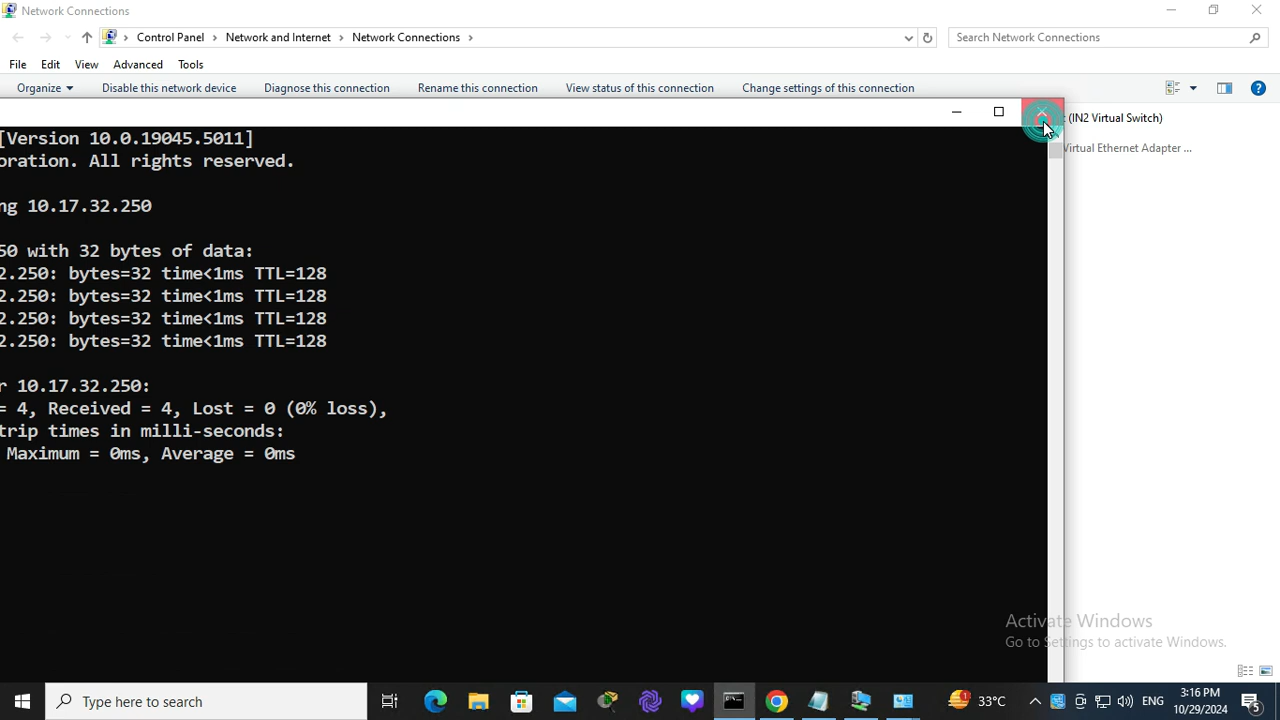 Network Connections
Control Panel > Network and Internet > Network Connections >
Search Network Connections
File Edit View Advanced Tools
Organize Disable this network device Diagnose this connection Rename this connection View status of this connection Change settings of this connection
(IN2 Virtual Switch)
Virtual Ethernet Adapter ...
[Version 10.0.19045.5011]
oration. All rights reserved.
ng 10.17.32.250
50 with 32 bytes of data:
2.250: bytes=32 time<1ms TTL=128
2.250: bytes=32 time<1ms TTL=128
2.250: bytes=32 time<1ms TTL=128
2.250: bytes=32 time<1ms TTL=128
r 10.17.32.250:
= 4, Received = 4, Lost = 0 (0% loss),
trip times in milli-seconds:
Maximum = 0ms, Average = 0ms
Activate Windows
Go to Settings to activate Windows.
Type here to search
1
33°C
ENG
3:16 PM
10/29/2024
5